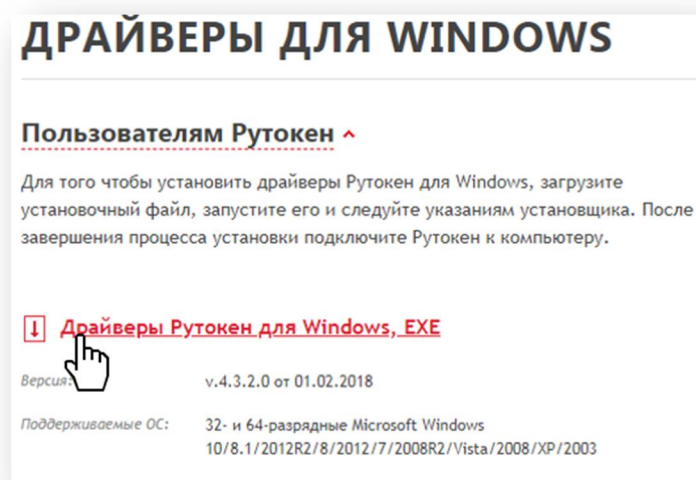 ДРАЙВЕРЫ ДЛЯ WINDOWS
Пользователям Рутокен
Для того чтобы установить драйверы Рутокен для Windows, загрузите
установочный файл, запустите его и следуйте указаниям установщика. После
завершения процесса установки подключите Рутокен к компьютеру.
Драйверы Рутокен для Windows, EXE
Версия: v.4.3.2.0 от 01.02.2018
Поддерживаемые ОС: 32- и 64-разрядные Microsoft Windows
10/8.1/2012R2/8/2012/7/2008R2/Vista/2008/XP/2003